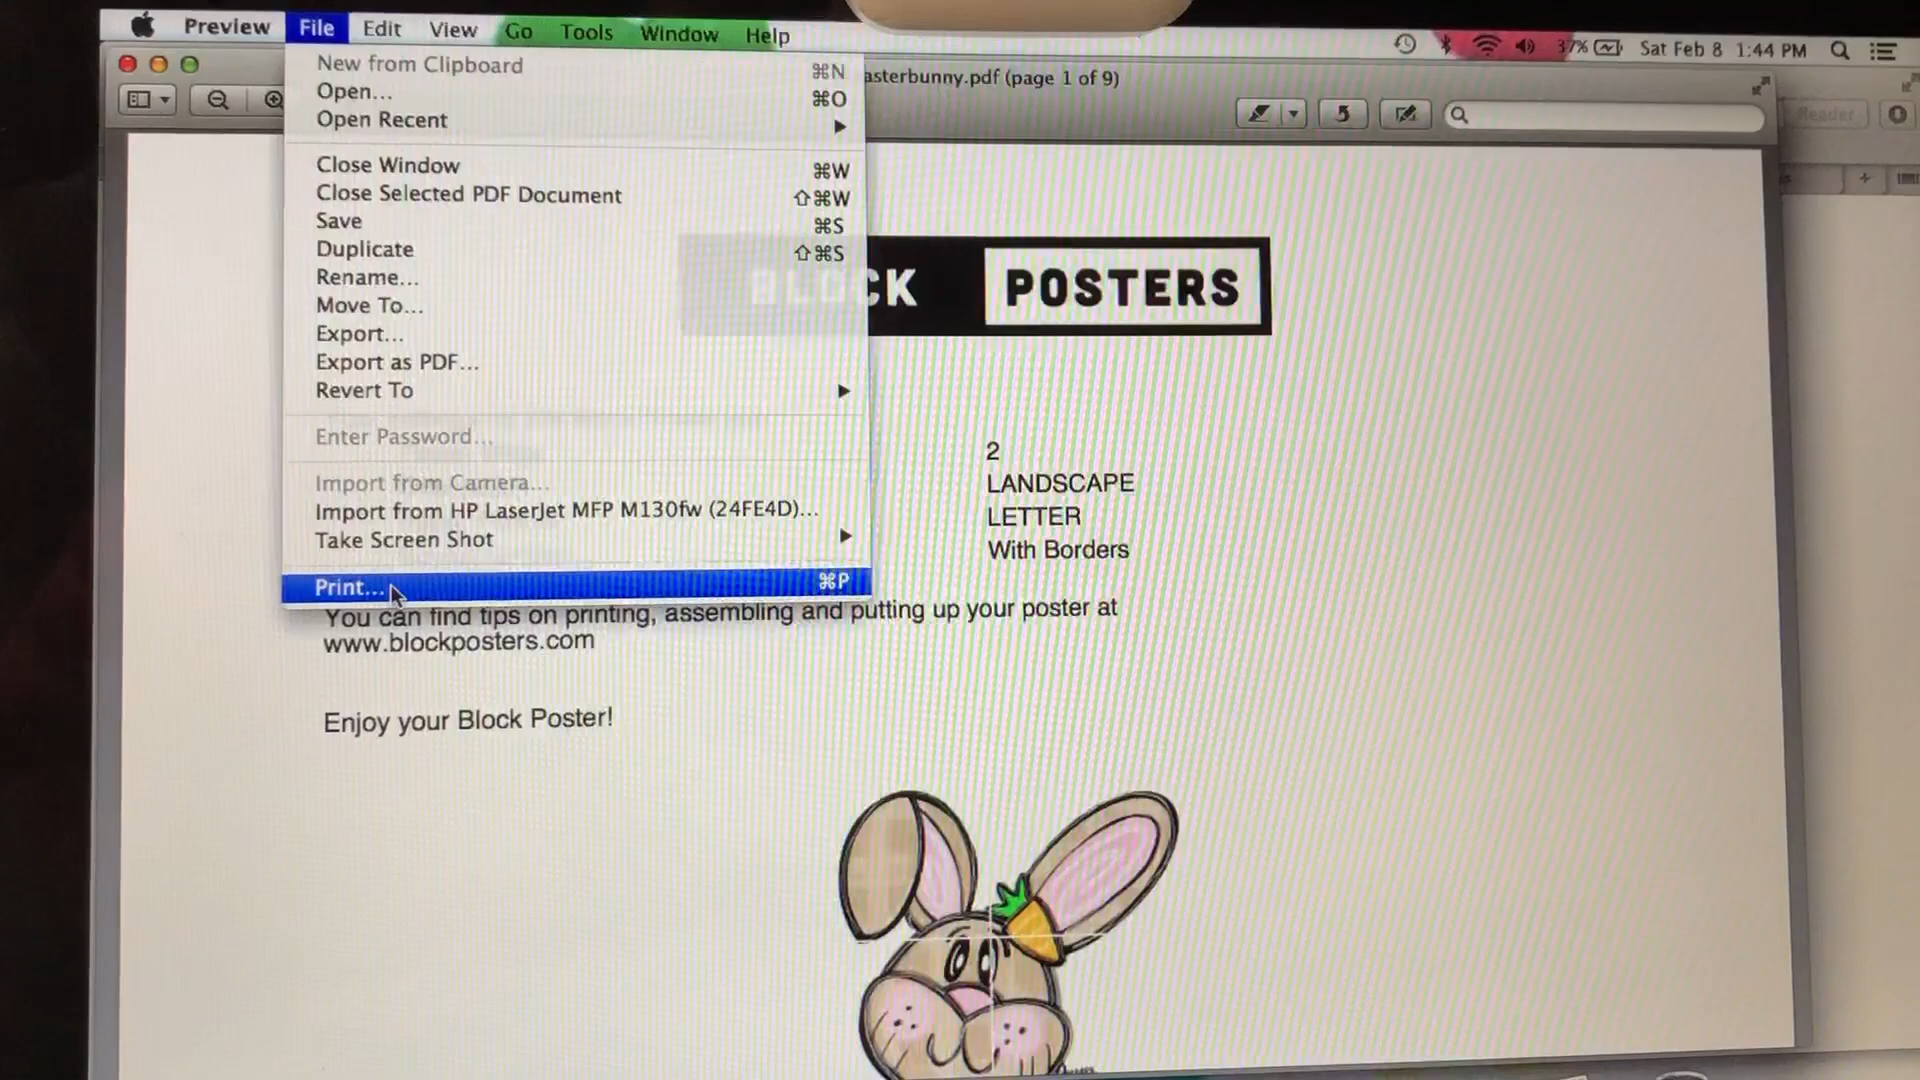 Preview File Edit View Go Tools Window Help 37% Sat Feb 8 1:44 PM
asterbunny.pdf (page 1 of 9)
New from Clipboard ⌘N
Open... ⌘O
Open Recent
Reader
Close Window ⌘W
Close Selected PDF Document ⇧⌘W
Save ⌘S
Duplicate ⇧⌘S
Rename...
Move To...
Export...
Export as PDF...
Revert To
BLOCK POSTERS
Enter Password...
Import from Camera...
Import from HP LaserJet MFP M130fw (24FE4D)...
Take Screen Shot
Print... ⌘P
2
LANDSCAPE
LETTER
With Borders
You can find tips on printing, assembling and putting up your poster at
www.blockposters.com
Enjoy your Block Poster!